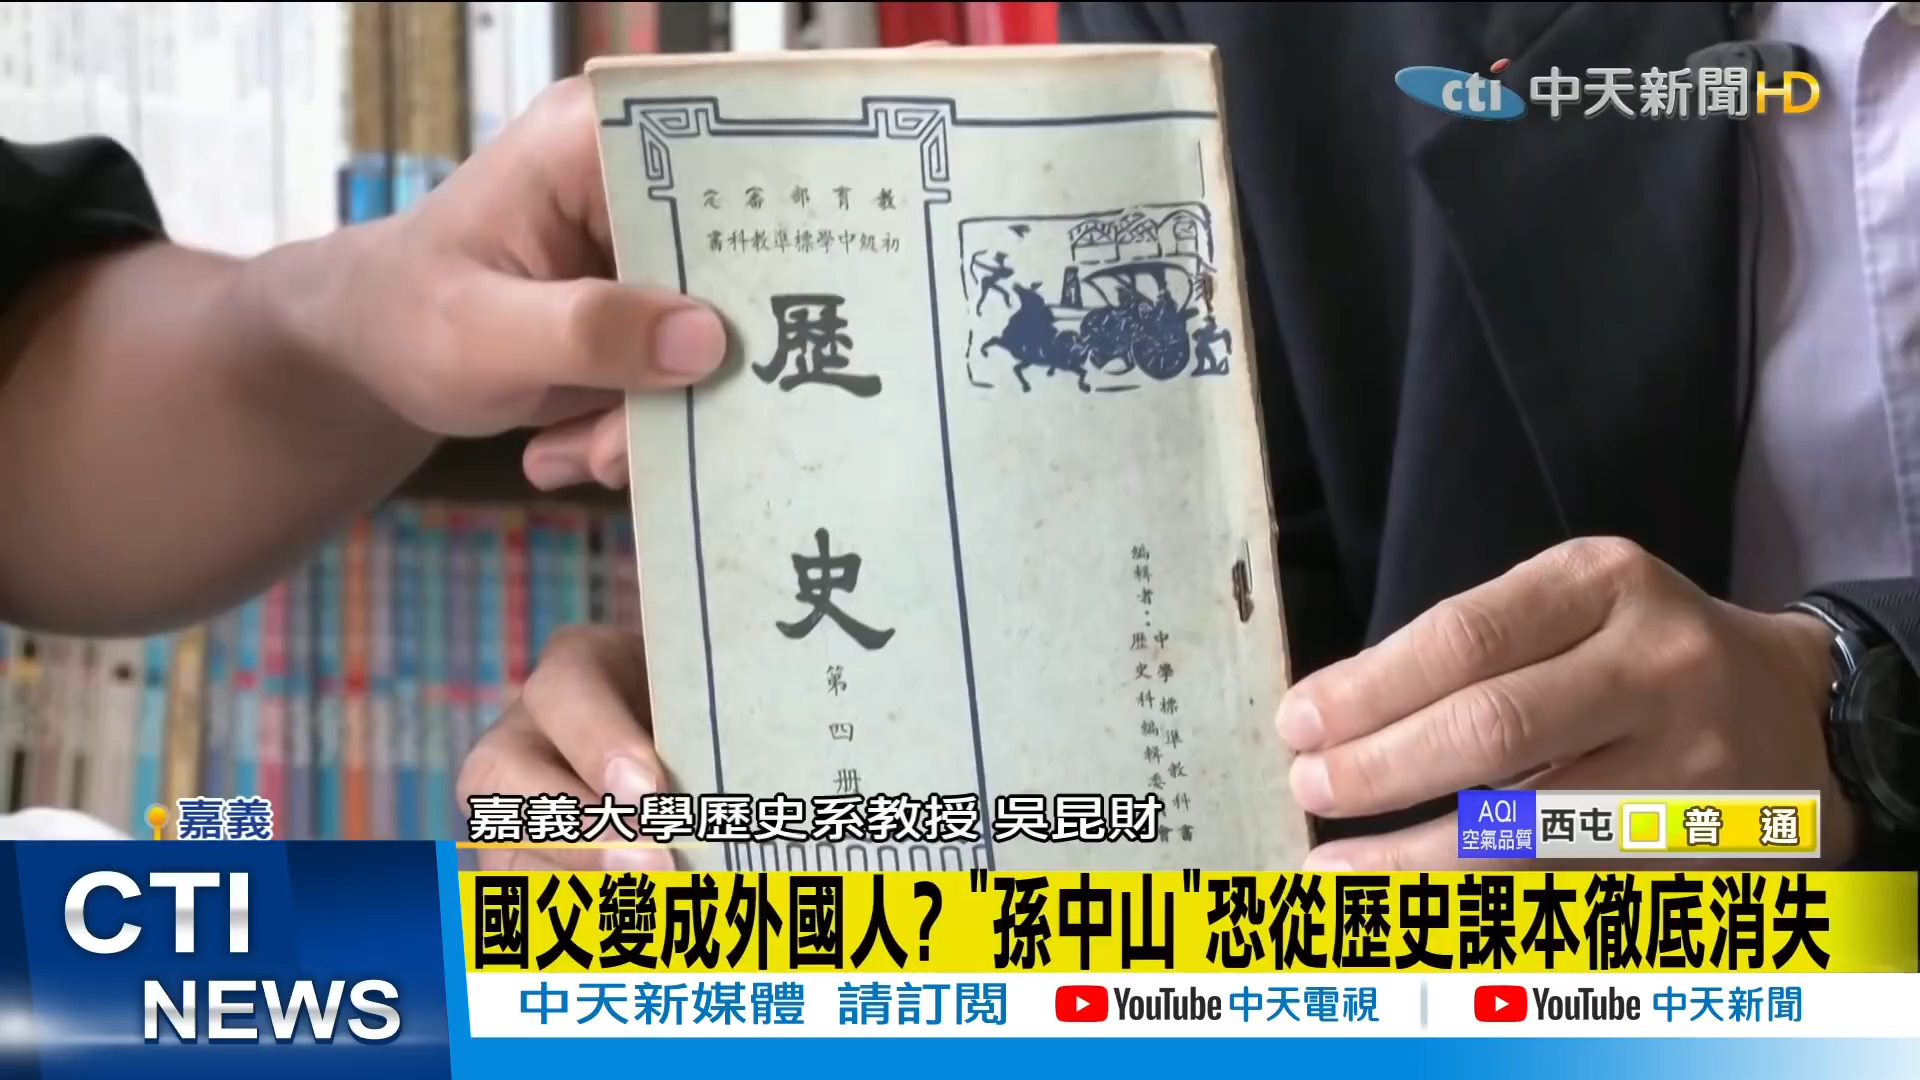 cti 中天新聞HD
教育部審定
初級中學標準教科書
歷史
第四册
編輯者：中學標準教科書
歷史科編輯委員會
嘉義
嘉義大學歷史系教授 吳昆財
AQI
空氣品質
西屯
普通
CTI
NEWS
國父變成外國人? "孫中山"恐從歷史課本徹底消失
中天新媒體 請訂閱 YouTube 中天電視 | YouTube 中天新聞